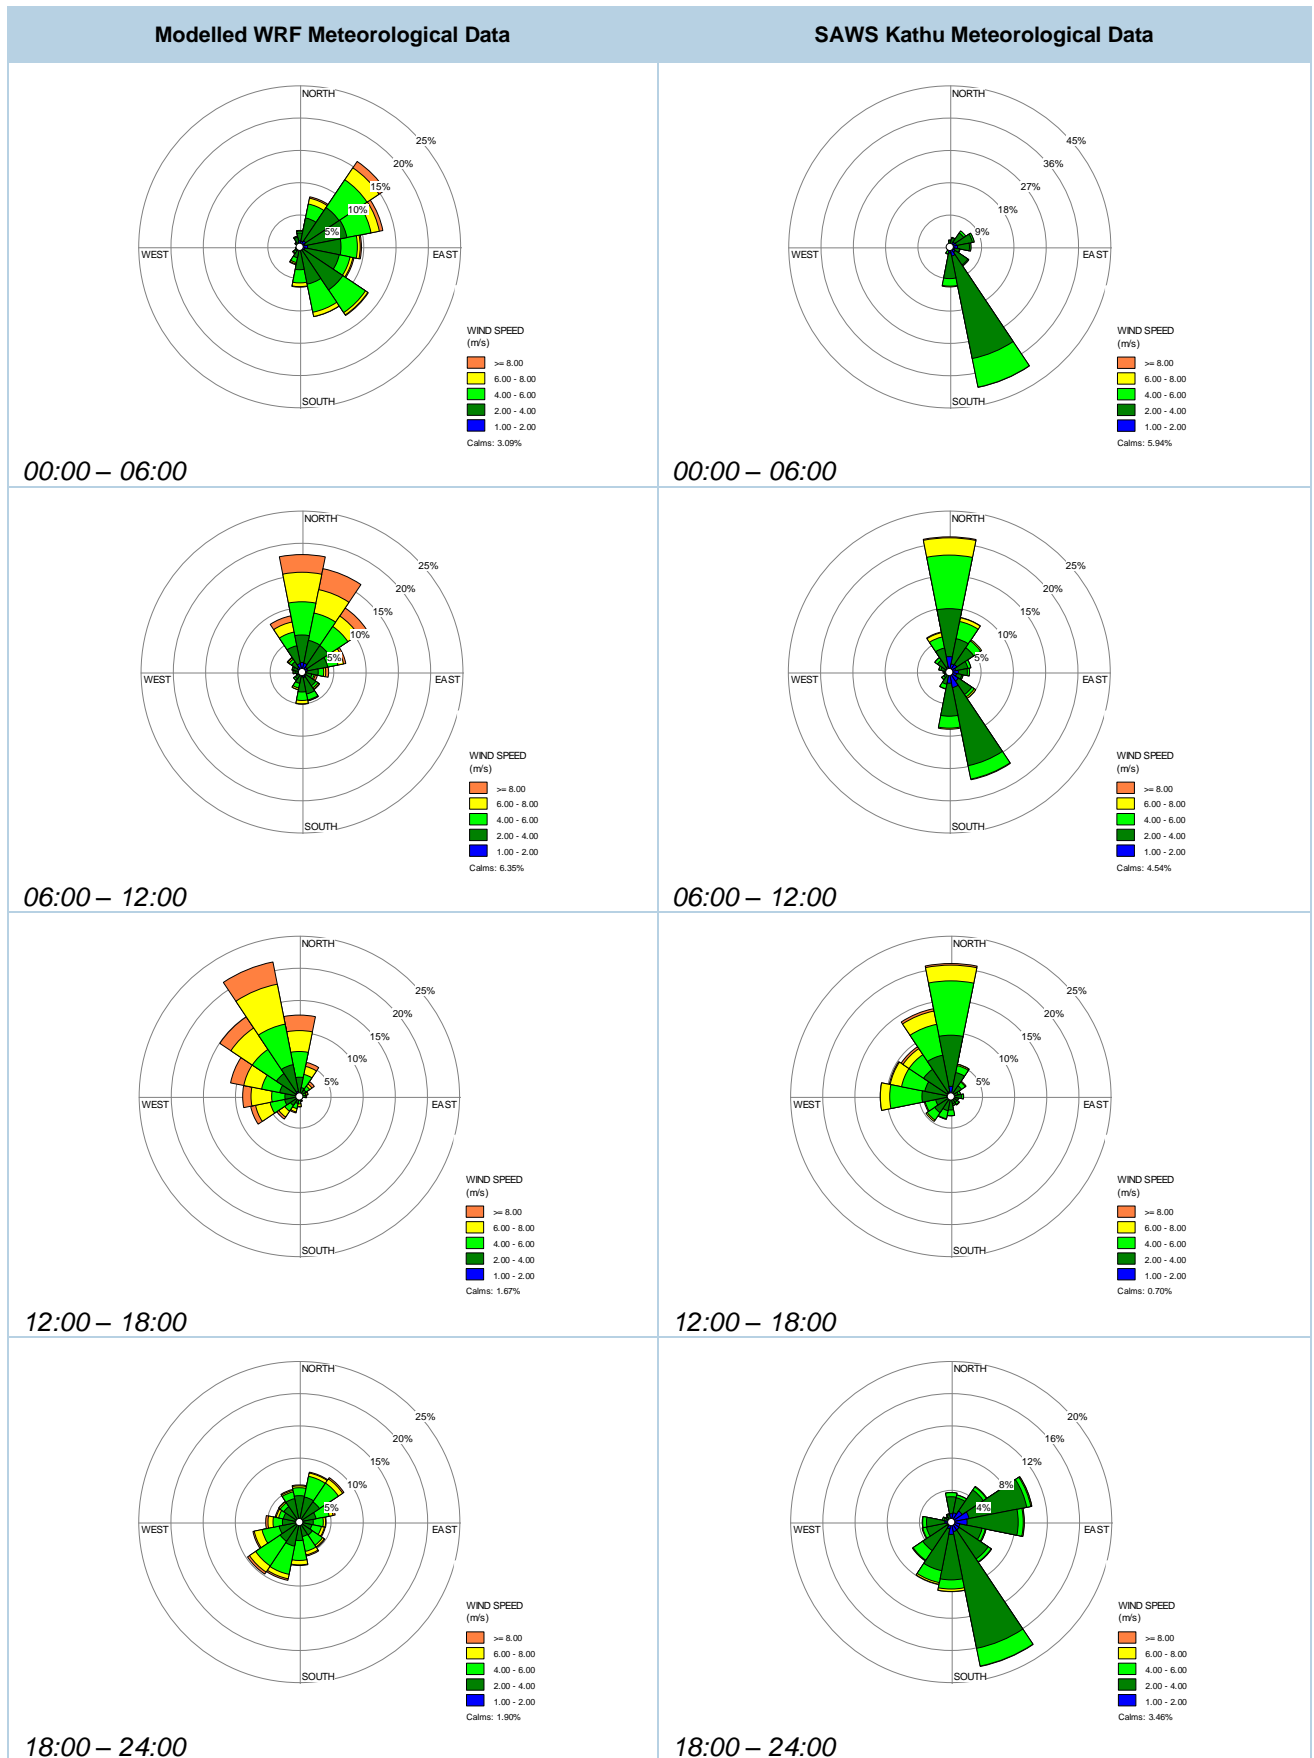 Modelled WRF Meteorological Data
SAWS Kathu Meteorological Data
NORTH
25%
20%
15%
10%
5%
WEST
EAST
WIND SPEED
(m/s)
>= 8.00
6.00 - 8.00
4.00 - 6.00
2.00 - 4.00
1.00 - 2.00
SOUTH
Calms: 3.09%
00:00 – 06:00
NORTH
45%
36%
27%
18%
9%
WEST
EAST
WIND SPEED
(m/s)
>= 8.00
6.00 - 8.00
4.00 - 6.00
2.00 - 4.00
1.00 - 2.00
SOUTH
Calms: 5.94%
00:00 – 06:00
NORTH
25%
20%
15%
10%
5%
WEST
EAST
WIND SPEED
(m/s)
>= 8.00
6.00 - 8.00
4.00 - 6.00
2.00 - 4.00
1.00 - 2.00
SOUTH
Calms: 6.35%
06:00 – 12:00
NORTH
25%
20%
15%
10%
5%
WEST
EAST
WIND SPEED
(m/s)
>= 8.00
6.00 - 8.00
4.00 - 6.00
2.00 - 4.00
1.00 - 2.00
SOUTH
Calms: 4.54%
06:00 – 12:00
NORTH
25%
20%
15%
10%
5%
WEST
EAST
WIND SPEED
(m/s)
>= 8.00
6.00 - 8.00
4.00 - 6.00
2.00 - 4.00
1.00 - 2.00
SOUTH
Calms: 1.67%
12:00 – 18:00
NORTH
25%
20%
15%
10%
5%
WEST
EAST
WIND SPEED
(m/s)
>= 8.00
6.00 - 8.00
4.00 - 6.00
2.00 - 4.00
1.00 - 2.00
SOUTH
Calms: 0.70%
12:00 – 18:00
NORTH
25%
20%
15%
10%
5%
WEST
EAST
WIND SPEED
(m/s)
>= 8.00
6.00 - 8.00
4.00 - 6.00
2.00 - 4.00
1.00 - 2.00
SOUTH
Calms: 1.90%
18:00 – 24:00
NORTH
20%
16%
12%
8%
4%
WEST
EAST
WIND SPEED
(m/s)
>= 8.00
6.00 - 8.00
4.00 - 6.00
2.00 - 4.00
1.00 - 2.00
SOUTH
Calms: 3.46%
18:00 – 24:00